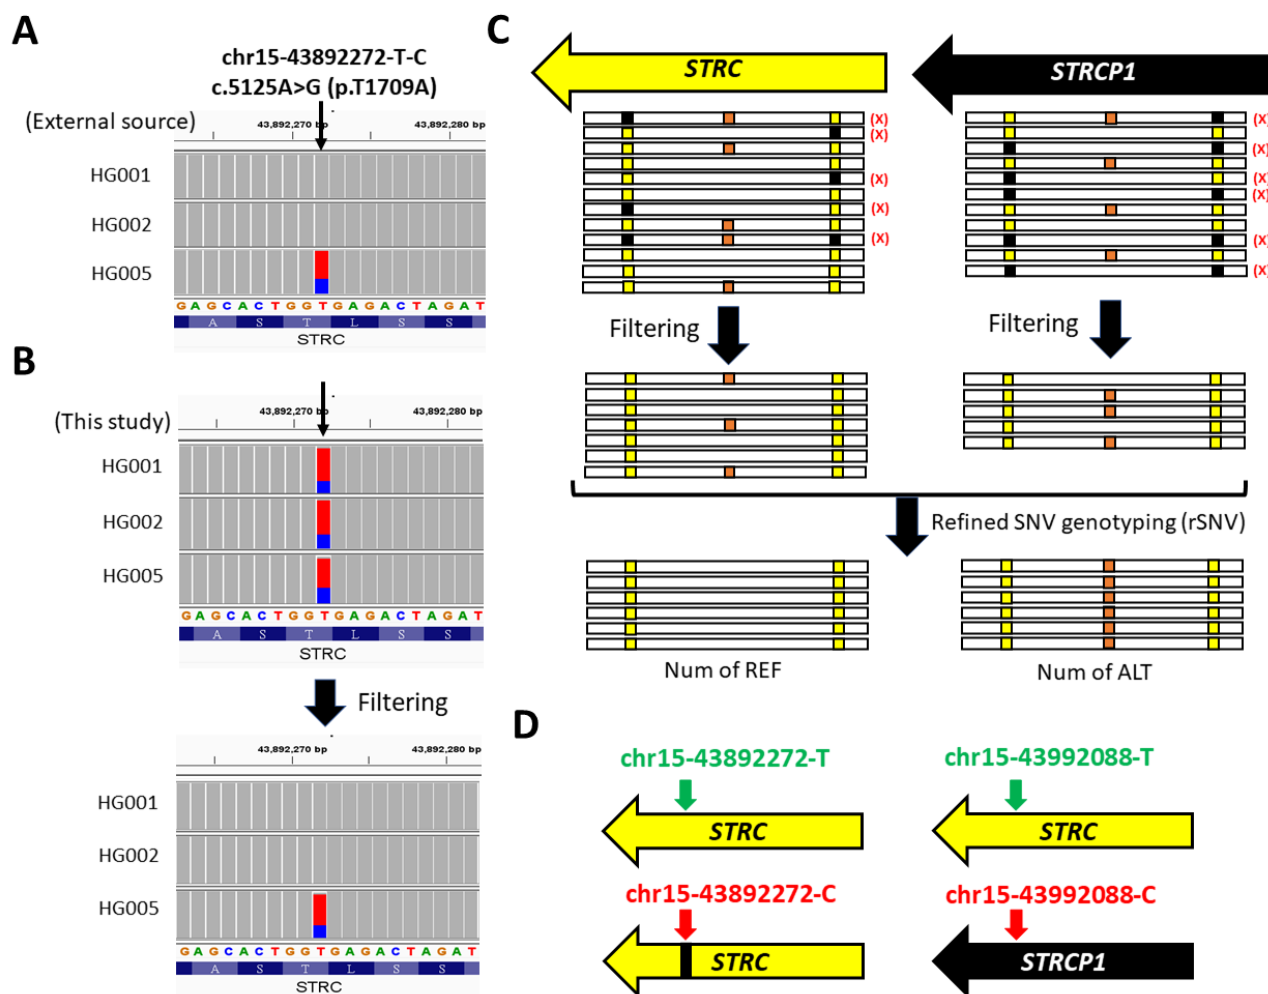 A
chr15-43892272-T-C
c.5125A>G (p.T1709A)
(External source)
43,892,270 bp
43,892,280 bp
HG001
HG002
HG005
G A G C A C T G G T G A G A C T A G A T
A S T L S S
STRC
B
(This study)
43,892,270 bp
43,892,280 bp
HG001
HG002
HG005
G A G C A C T G G T G A G A C T A G A T
A S T L S S
STRC
Filtering
43,892,270 bp
43,892,280 bp
HG001
HG002
HG005
G A G C A C T G G T G A G A C T A G A T
A S T L S S
STRC
C
STRC
STRCP1
(X)
(X)
(X)
(X)
(X)
(X)
(X)
(X)
(X)
(X)
(X)
Filtering
Filtering
Refined SNV genotyping (rSNV)
Num of REF
Num of ALT
D
chr15-43892272-T
chr15-43992088-T
STRC
STRC
chr15-43892272-C
chr15-43992088-C
STRC
STRCP1